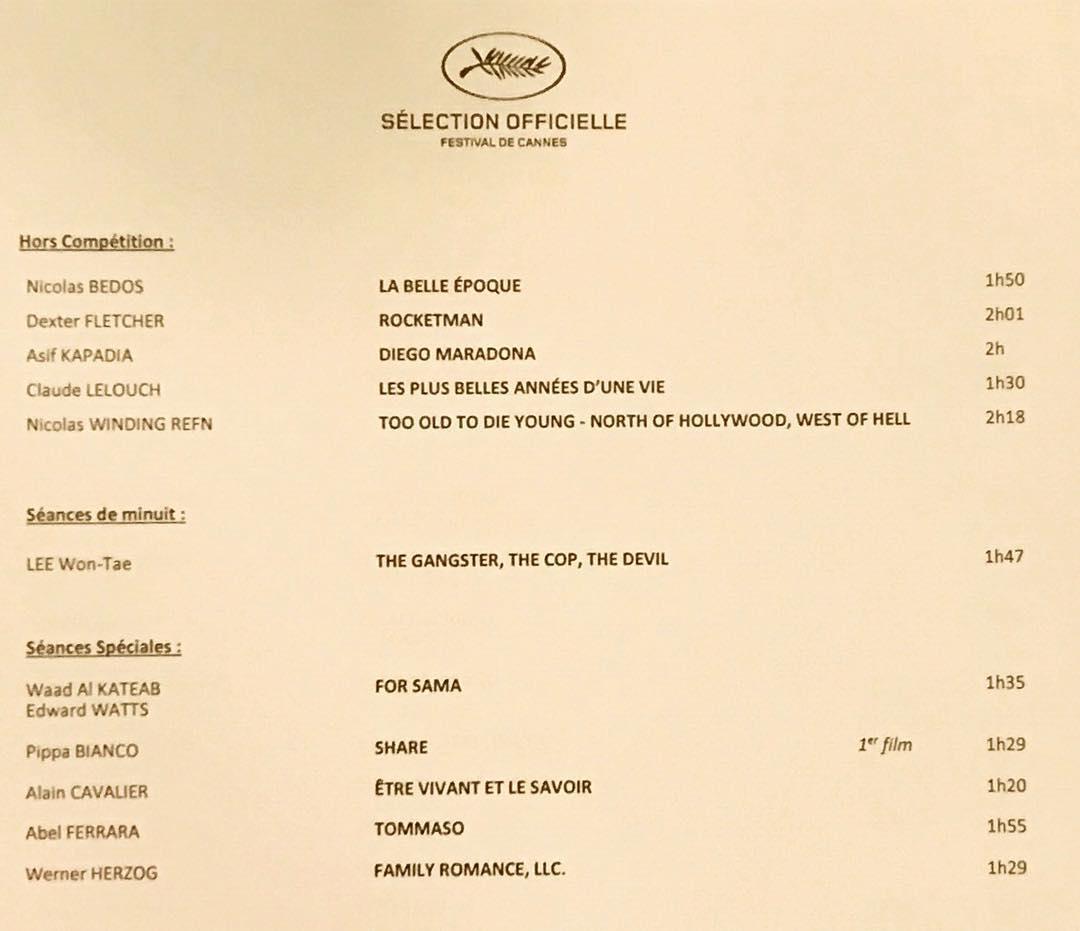 SÉLECTION OFFICIELLE
FESTIVAL DE CANNES
Hors Compétition :
Nicolas BEDOS LA BELLE ÉPOQUE 1h50
Dexter FLETCHER ROCKETMAN 2h01
Asif KAPADIA DIEGO MARADONA 2h
Claude LELOUCH LES PLUS BELLES ANNÉES D'UNE VIE 1h30
Nicolas WINDING REFN TOO OLD TO DIE YOUNG - NORTH OF HOLLYWOOD, WEST OF HELL 2h18
Séances de minuit :
LEE Won-Tae THE GANGSTER, THE COP, THE DEVIL 1h47
Séances Spéciales :
Waad Al KATEAB FOR SAMA 1h35
Edward WATTS
Pippa BIANCO SHARE 1er film 1h29
Alain CAVALIER ÊTRE VIVANT ET LE SAVOIR 1h20
Abel FERRARA TOMMASO 1h55
Werner HERZOG FAMILY ROMANCE, LLC. 1h29